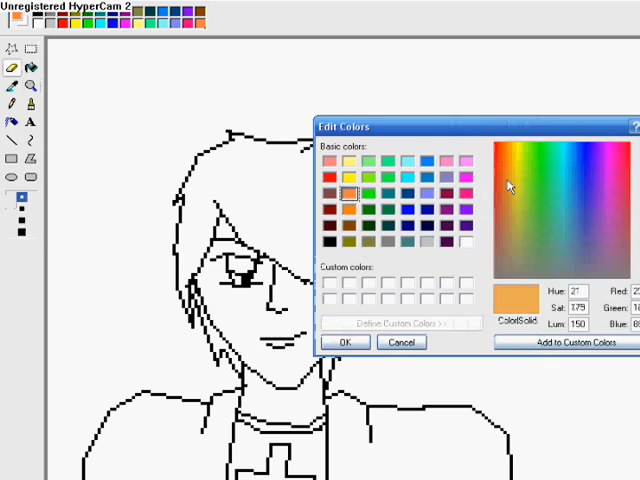 Unregistered HyperCam 2
Edit Colors
Basic colors:
Custom colors:
Define Custom Colors >>
OK
Cancel
Color|Solid
Hue: 21
Sat: 179
Lum: 150
Red:
Green:
Blue:
Add to Custom Colors